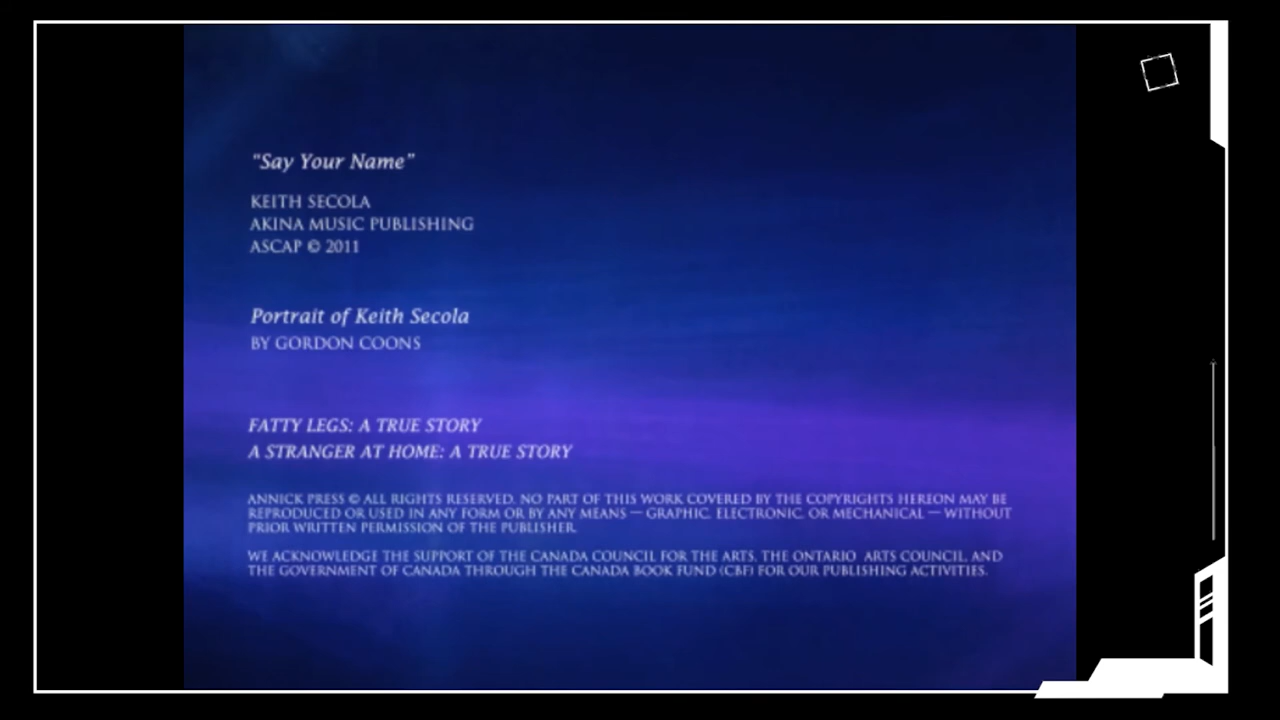 "Say Your Name"
KEITH SECOLA
AKINA MUSIC PUBLISHING
ASCAP © 2011
Portrait of Keith Secola
BY GORDON COONS
FATTY LEGS: A TRUE STORY
A STRANGER AT HOME: A TRUE STORY
ANNICK PRESS © ALL RIGHTS RESERVED. NO PART OF THIS WORK COVERED BY THE COPYRIGHTS HEREON MAY BE
REPRODUCED OR USED IN ANY FORM OR BY ANY MEANS — GRAPHIC, ELECTRONIC, OR MECHANICAL — WITHOUT
PRIOR WRITTEN PERMISSION OF THE PUBLISHER.
WE ACKNOWLEDGE THE SUPPORT OF THE CANADA COUNCIL FOR THE ARTS, THE ONTARIO ARTS COUNCIL, AND
THE GOVERNMENT OF CANADA THROUGH THE CANADA BOOK FUND (CBF) FOR OUR PUBLISHING ACTIVITIES.